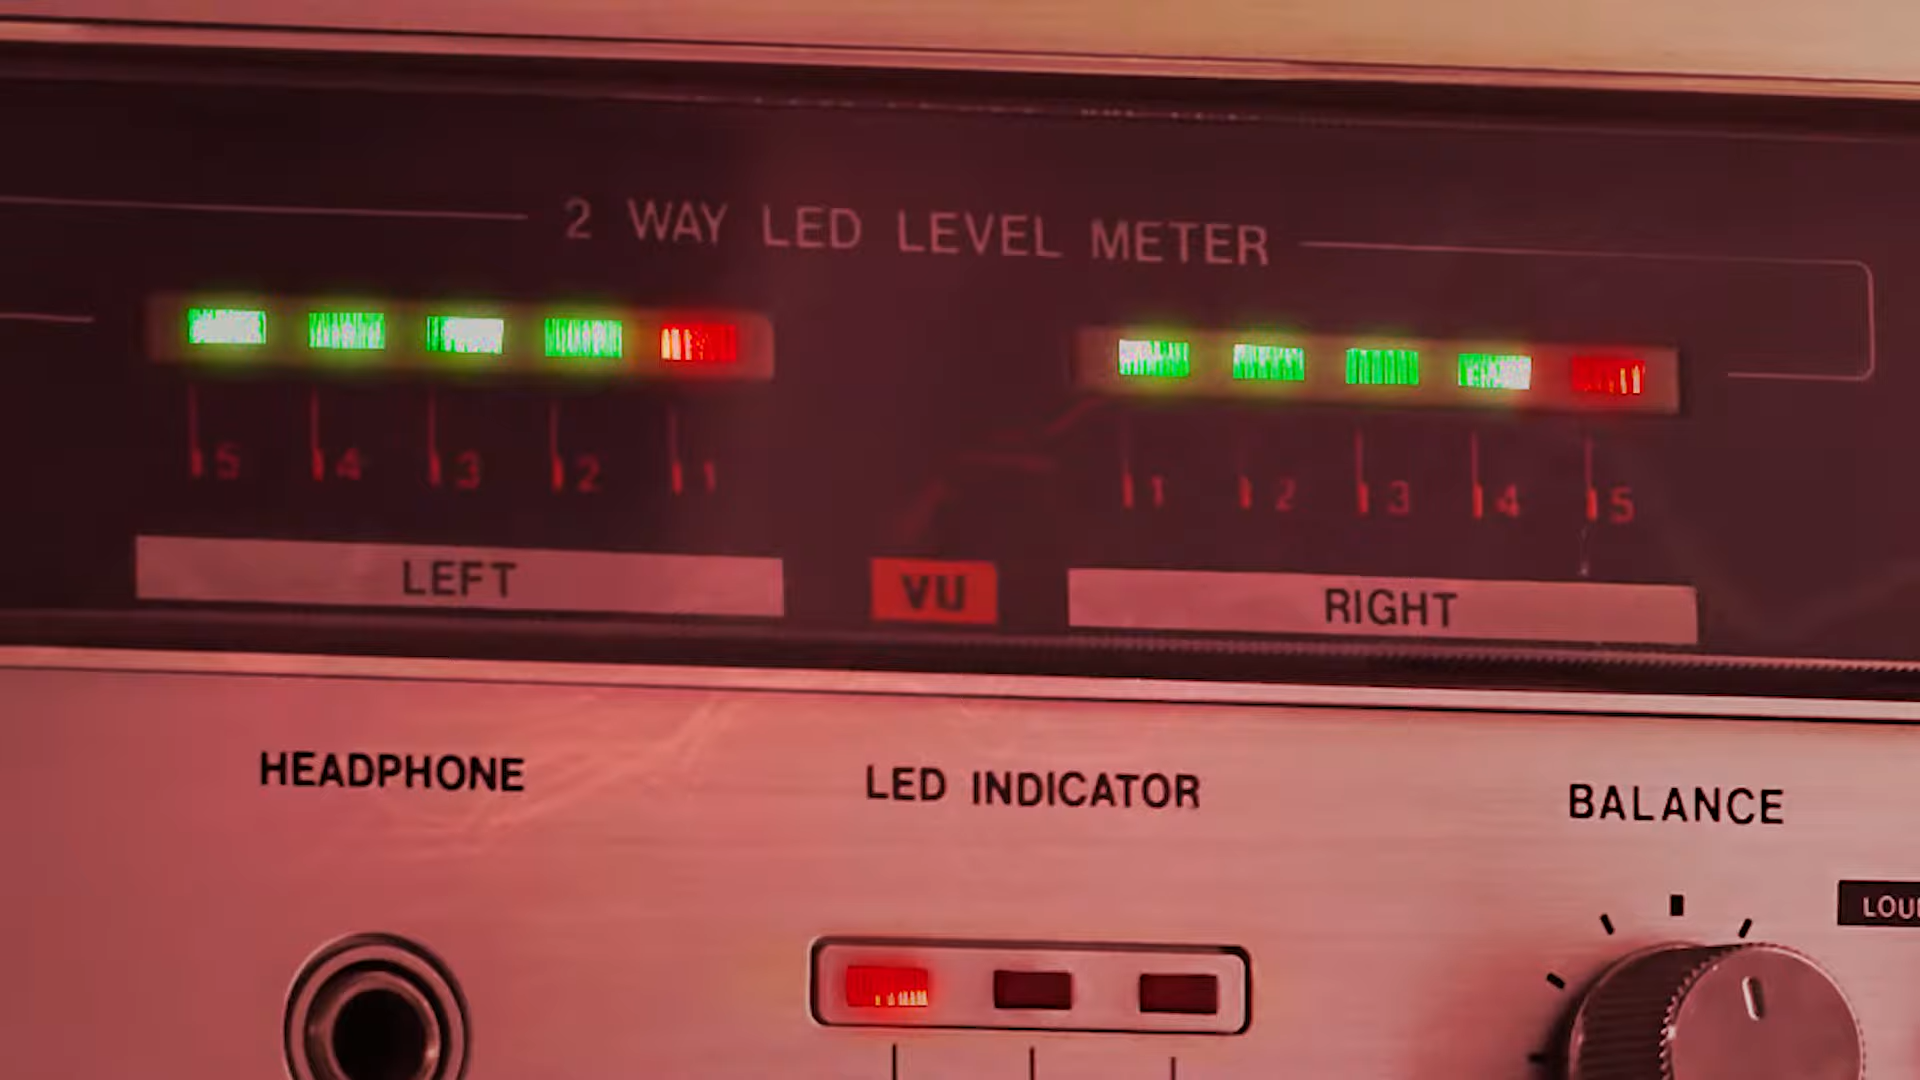 2 WAY LED LEVEL METER
5 4 3 2 1
1 2 3 4 5
LEFT
VU
RIGHT
HEADPHONE
LED INDICATOR
BALANCE